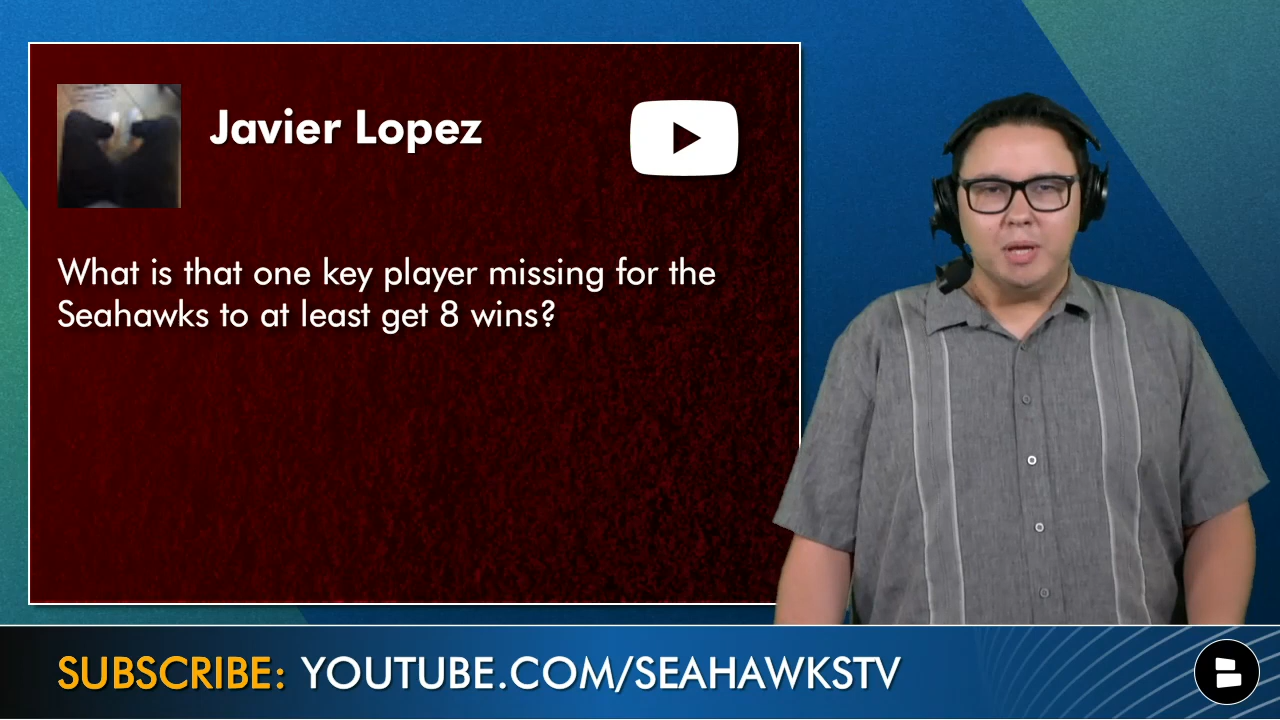 Javier Lopez
What is that one key player missing for the
Seahawks to at least get 8 wins?
SUBSCRIBE: YOUTUBE.COM/SEAHAWKSTV